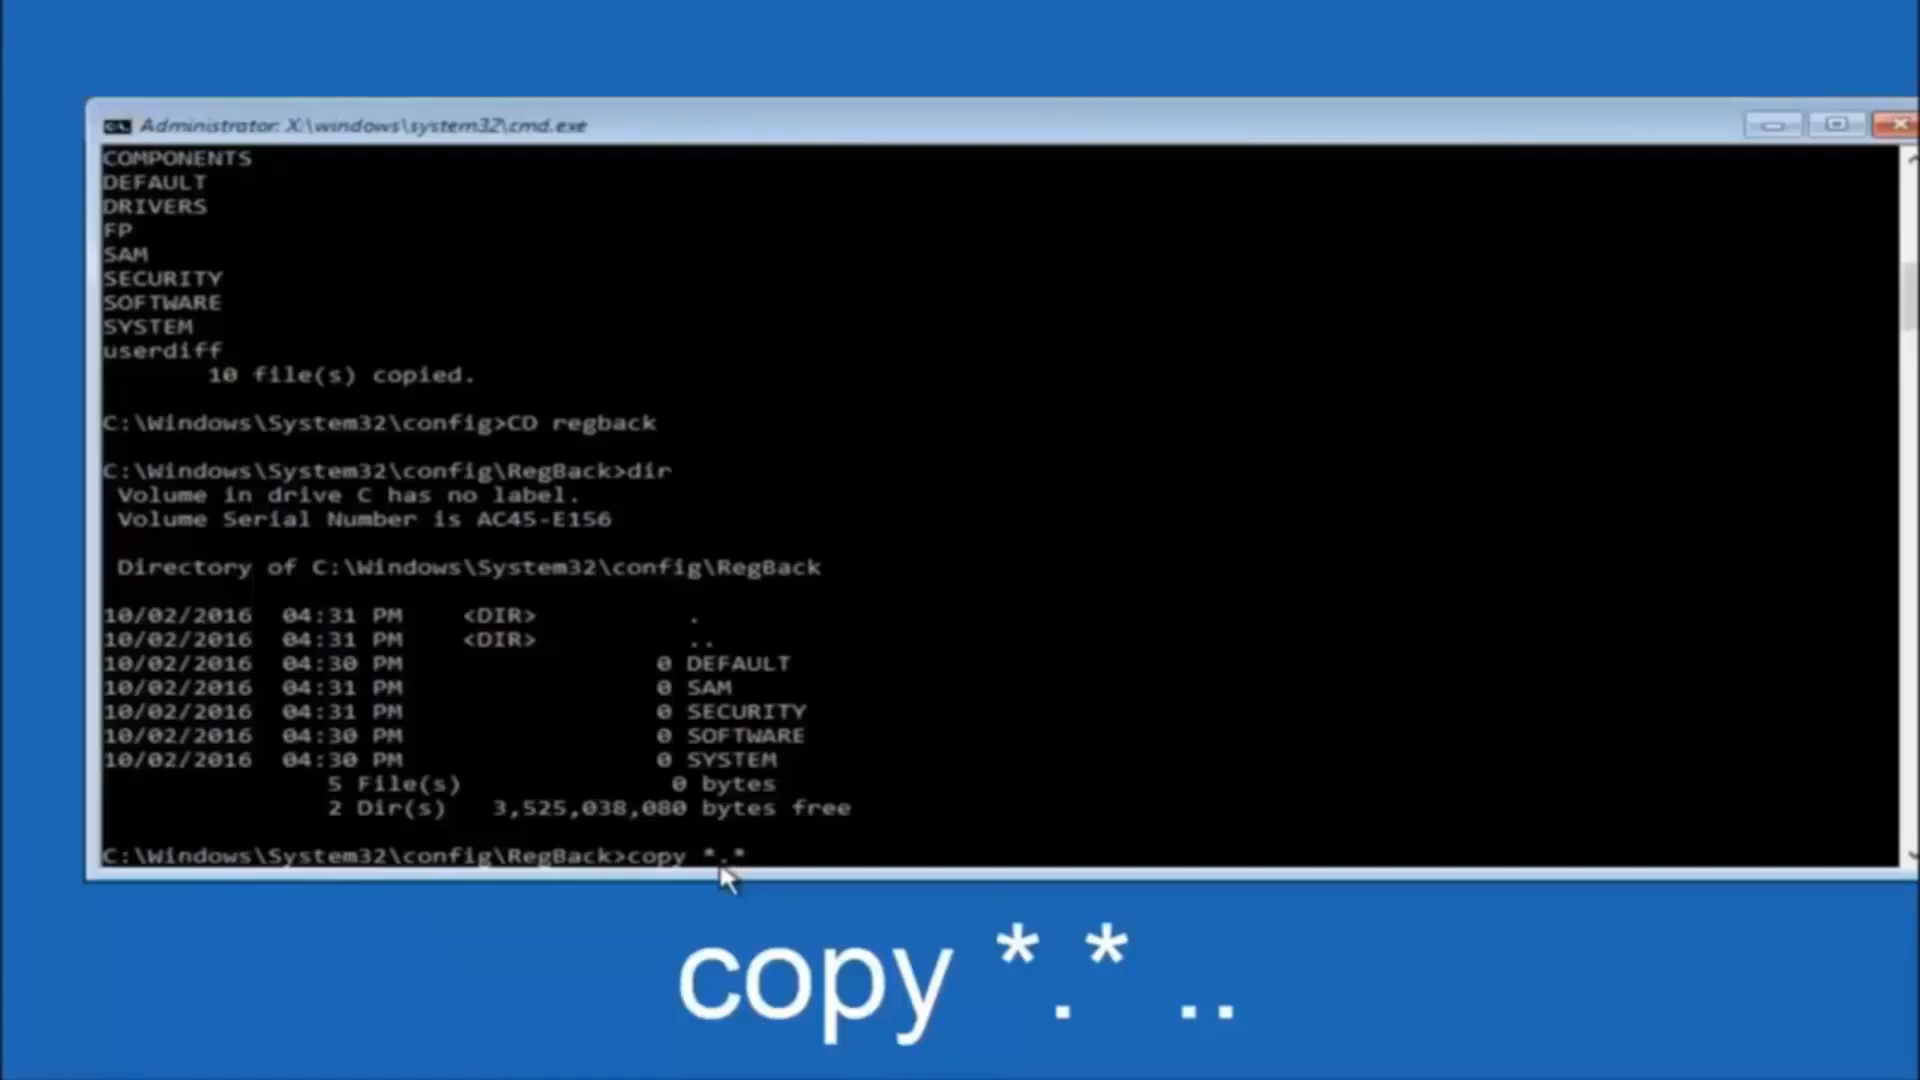 Administrator: X:\windows\system32\cmd.exe
COMPONENTS
DEFAULT
DRIVERS
FP
SAM
SECURITY
SOFTWARE
SYSTEM
userdiff
10 file(s) copied.
C:\Windows\System32\config>CD regback
C:\Windows\System32\config\RegBack>dir
Volume in drive C has no label.
Volume Serial Number is AC45-E156
Directory of C:\Windows\System32\config\RegBack
10/02/2016 04:31 PM <DIR> .
10/02/2016 04:31 PM <DIR> ..
10/02/2016 04:30 PM 0 DEFAULT
10/02/2016 04:31 PM 0 SAM
10/02/2016 04:31 PM 0 SECURITY
10/02/2016 04:30 PM 0 SOFTWARE
10/02/2016 04:30 PM 0 SYSTEM
5 File(s) 0 bytes
2 Dir(s) 3,525,038,080 bytes free
C:\Windows\System32\config\RegBack>copy *.*
copy *.* ..